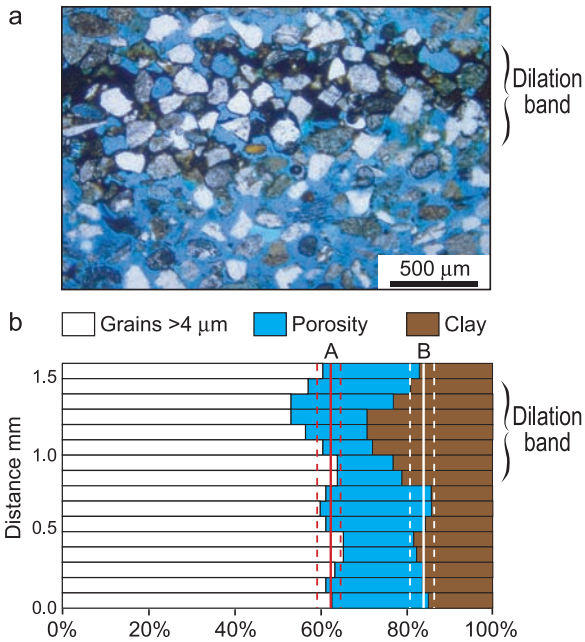 a
Dilation
band
500 μm
b
Grains >4 μm
Porosity
Clay
A
B
1.5
1.0
0.5
0.0
Distance mm
Dilation
band
0%
20%
40%
60%
80%
100%